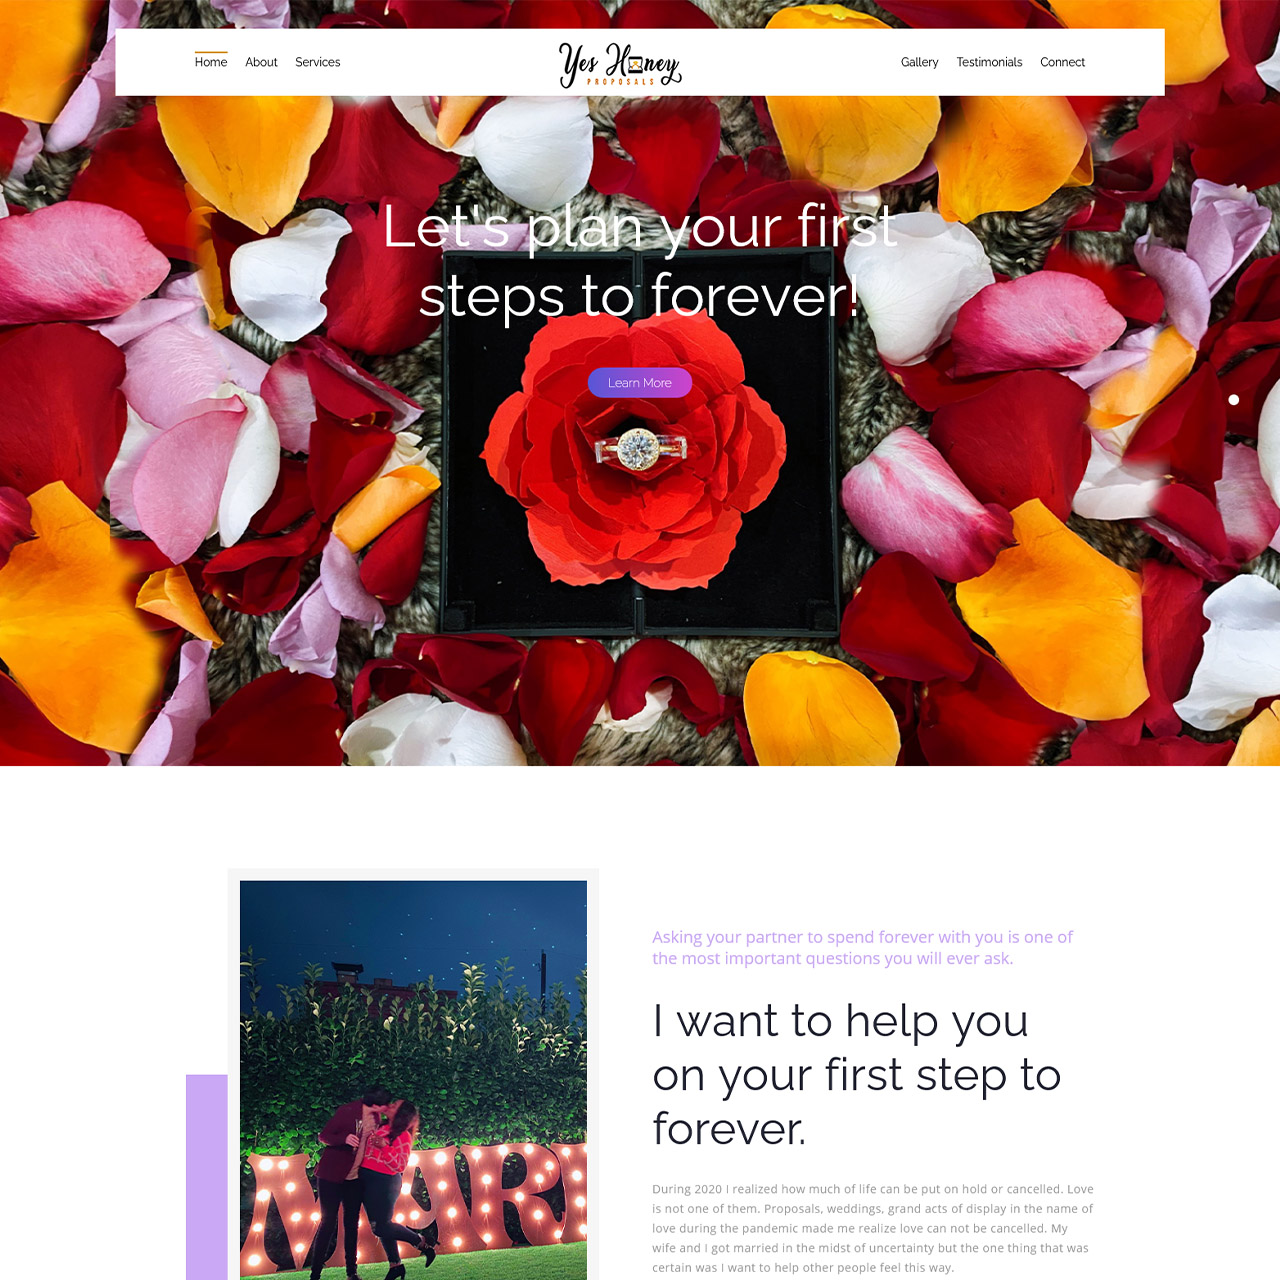 Home About Services
Yes Honey
PROPOSALS
Gallery Testimonials Connect
Let's plan your first
steps to forever!
Learn More
Asking your partner to spend forever with you is one of
the most important questions you will ever ask.
I want to help you
on your first step to
forever.
During 2020 I realized how much of life can be put on hold or cancelled. Love
is not one of them. Proposals, weddings, grand acts of display in the name of
love during the pandemic made me realize love can not be cancelled. My
wife and I got married in the midst of uncertainty but the one thing that was
certain was I want to help other people feel this way.
MARR